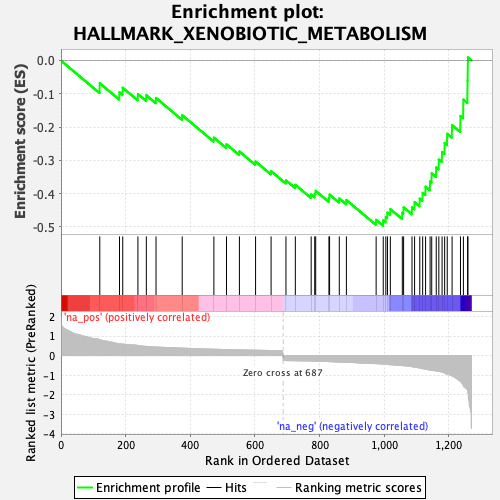 Enrichment plot:
HALLMARK_XENOBIOTIC_METABOLISM
Enrichment score (ES)
0.0
-0.1
-0.2
-0.3
-0.4
-0.5
'na_pos' (positively correlated)
Ranked list metric (PreRanked)
2
1
0
-1
-2
-3
-4
Zero cross at 687
'na_neg' (negatively correlated)
0
200
400
600
800
1,000
1,200
Rank in Ordered Dataset
Enrichment profile
Hits
Ranking metric scores